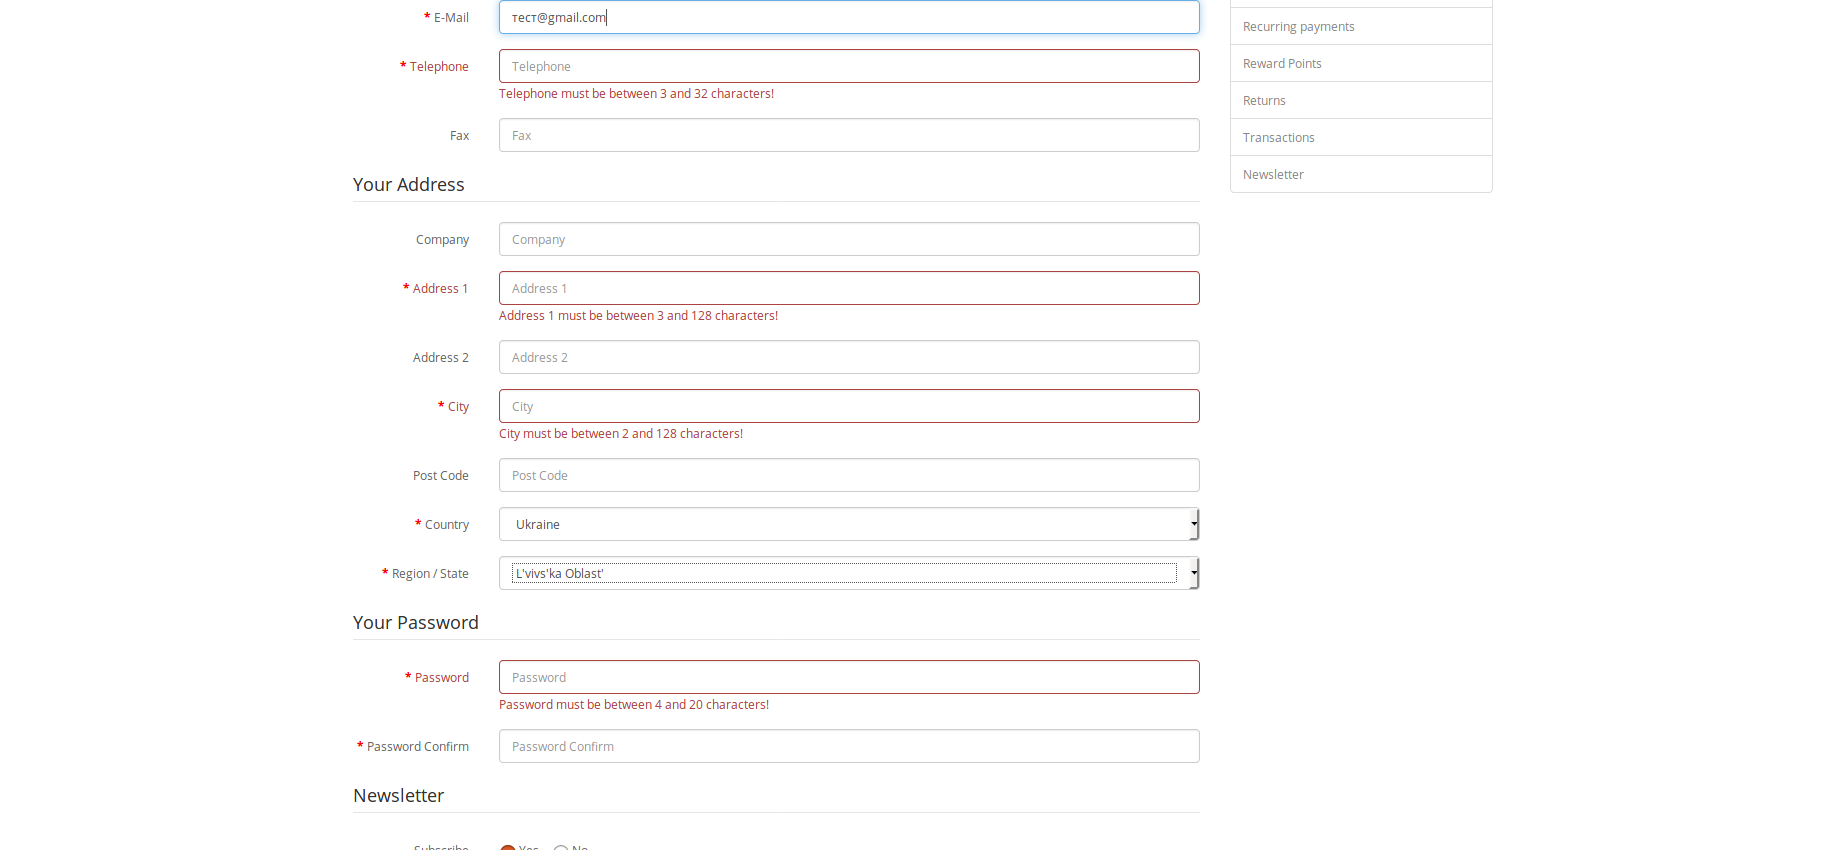 * E-Mail
тест@gmail.com
* Telephone
Telephone
Telephone must be between 3 and 32 characters!
Fax
Fax
Your Address
Company
Company
* Address 1
Address 1
Address 1 must be between 3 and 128 characters!
Address 2
Address 2
* City
City
City must be between 2 and 128 characters!
Post Code
Post Code
* Country
Ukraine
* Region / State
L'vivs'ka Oblast'
Your Password
* Password
Password
Password must be between 4 and 20 characters!
* Password Confirm
Password Confirm
Newsletter
Subscribe
Yes
No
Recurring payments
Reward Points
Returns
Transactions
Newsletter